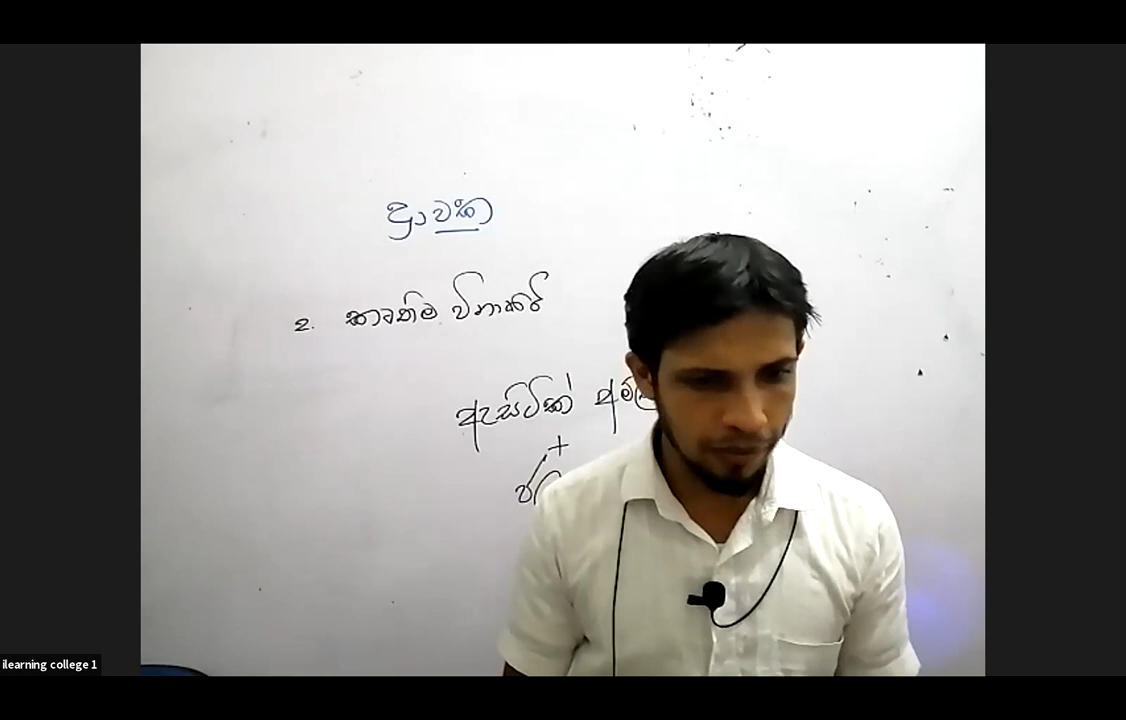 ද්‍රාවක
2. කෘත්‍රිම විනාකිරි
ඇසිටික්
+
ilearning college 1